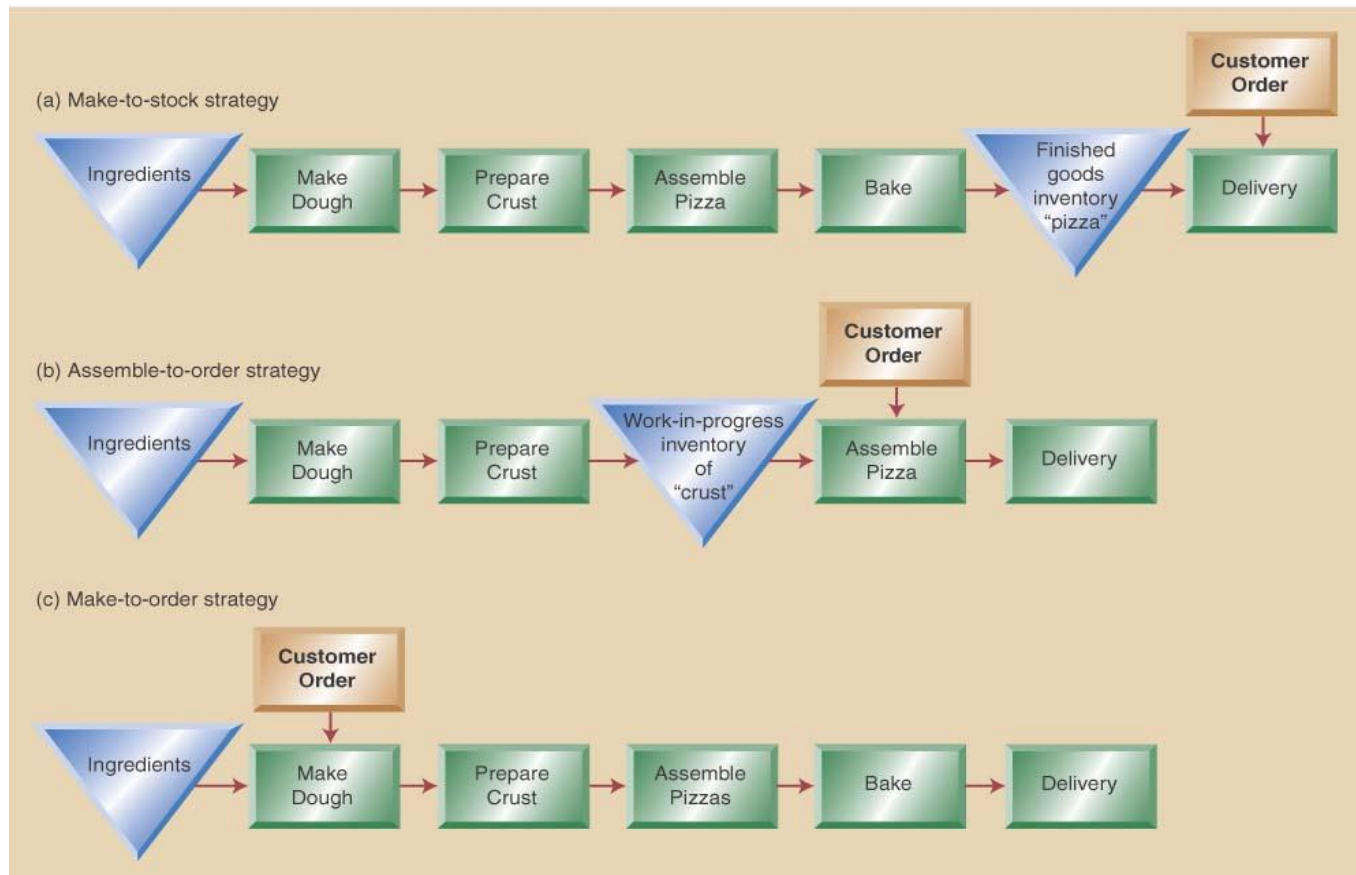 Customer
Order
(a) Make-to-stock strategy
Ingredients
Make
Dough
Prepare
Crust
Assemble
Pizza
Bake
Finished
goods
inventory
“pizza”
Delivery
Customer
Order
(b) Assemble-to-order strategy
Ingredients
Make
Dough
Prepare
Crust
Work-in-progress
inventory
of
“crust”
Assemble
Pizza
Delivery
(c) Make-to-order strategy
Customer
Order
Ingredients
Make
Dough
Prepare
Crust
Assemble
Pizzas
Bake
Delivery